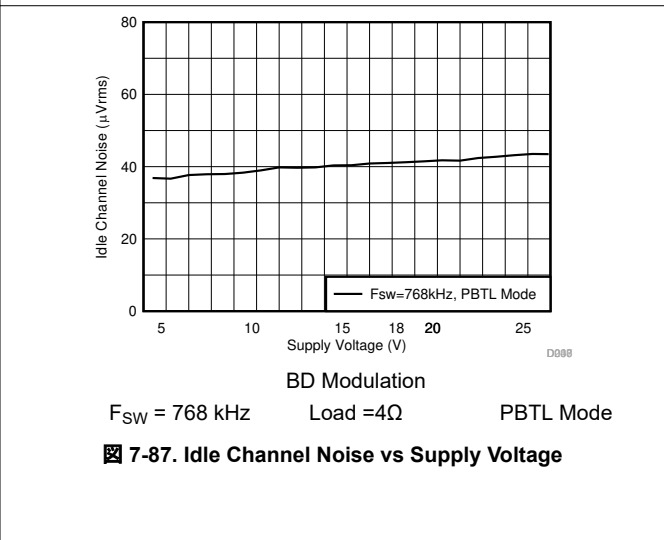 80
60
40
20
0
Idle Channel Noise (μVrms)
Fsw=768kHz, PBTL Mode
5 10 15 18 20 25
Supply Voltage (V)
BD Modulation
FSW = 768 kHz Load =4Ω PBTL Mode
図 7-87. Idle Channel Noise vs Supply Voltage